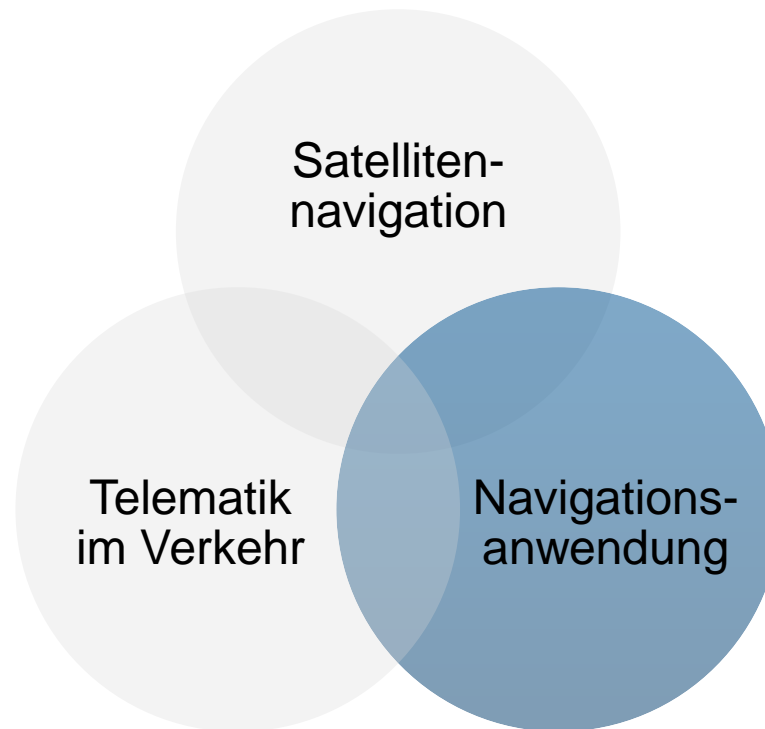 Satelliten-
navigation
Telematik
im Verkehr
Navigations-
anwendung